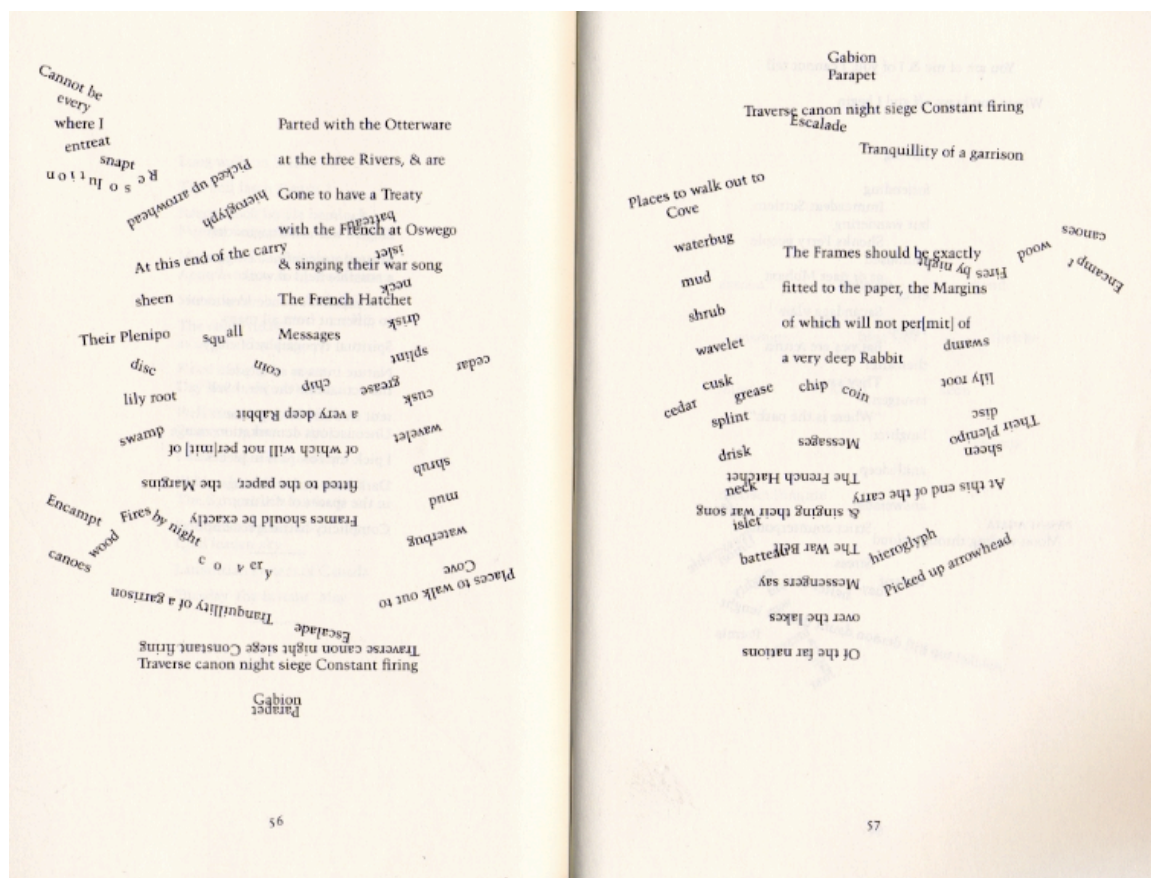 Cannot be
every
where I
entreat
snapt
Re so lution
Picked up arrowhead
hieroglyph
Parted with the Otterware
at the three Rivers, & are
Gone to have a Treaty
batteau
with the French at Oswego
islet
At this end of the carry
& singing their war song
neck
sheen
The French Hatchet
drisk
Their Plenipo
squall
Messages
splint
cedar
disc
coin
chip
grease
cusk
lily root
a very deep Rabbit
wavelet
swamp
of which will not per[mit] of
shrub
fitted to the paper, the Margins
mud
Encampt
Fires by night
Frames should be exactly
waterbug
wood
canoes
c o v er y
Cove
Places to walk out to
Tranquillity of a garrison
Escalade
Traverse canon night siege Constant firing
Traverse canon night siege Constant firing
Gabion
Parapet
56
Gabion
Parapet
Traverse canon night siege Constant firing
Escalade
Tranquillity of a garrison
Places to walk out to
Cove
canoes
waterbug
The Frames should be exactly
Fires by night
wood
Encampt
mud
fitted to the paper, the Margins
shrub
of which will not per[mit] of
swamp
wavelet
a very deep Rabbit
lily root
cusk
grease
chip
coin
cedar
splint
disc
Their Plenipo
drisk
Messages
sheen
The French Hatchet
neck
At this end of the carry
& singing their war song
islet
The War Belt
batteau
hieroglyph
Messengers say
Picked up arrowhead
over the lakes
Of the far nations
57